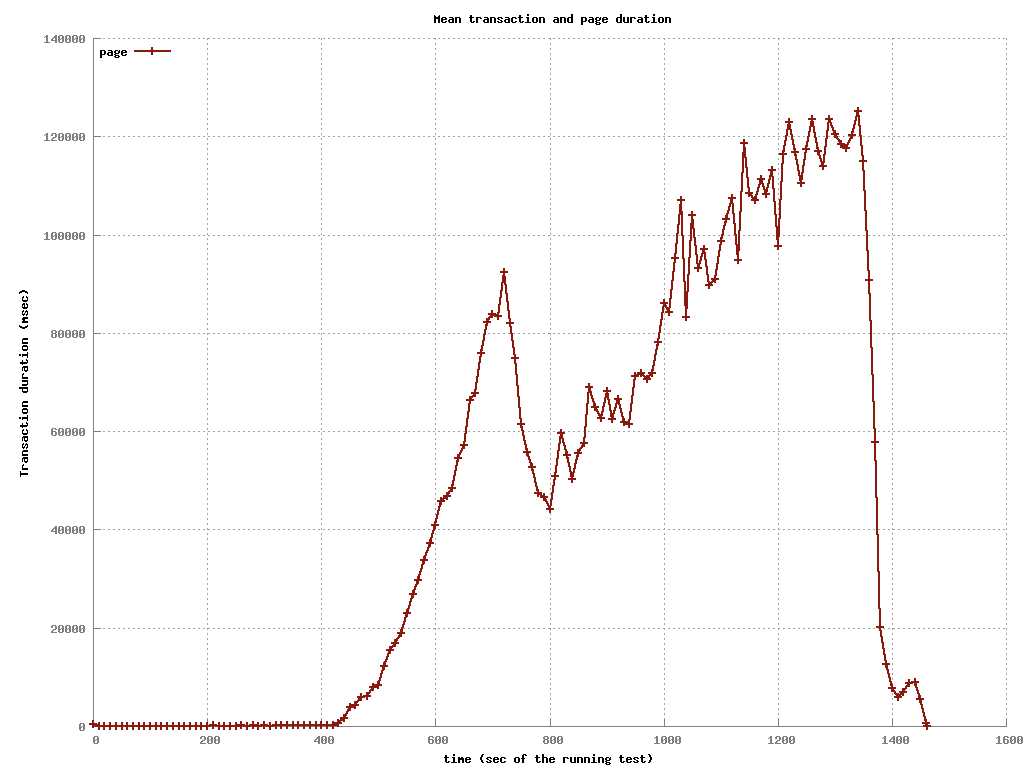 Mean transaction and page duration
140000
page
120000
100000
80000
60000
40000
20000
0
Transaction duration (msec)
0 200 400 600 800 1000 1200 1400 1600
time (sec of the running test)